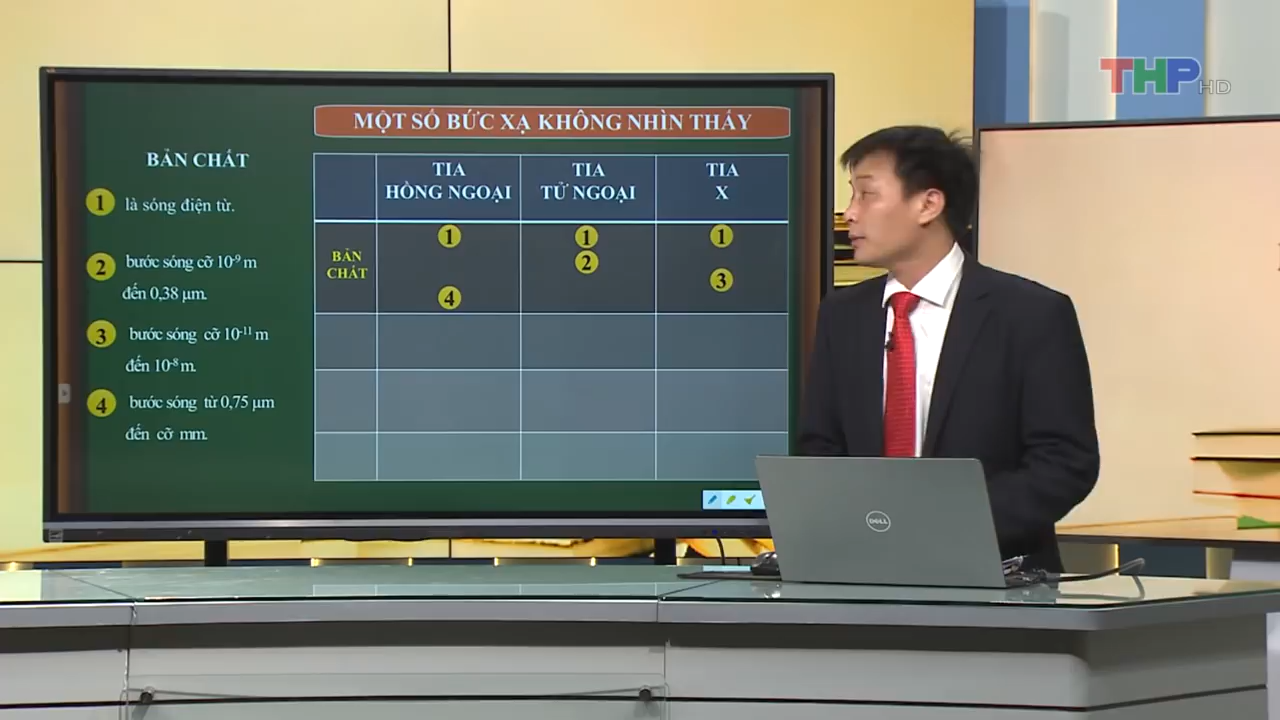 THPHD
MỘT SỐ BỨC XẠ KHÔNG NHÌN THẤY
BẢN CHẤT
1 là sóng điện từ.
2 bước sóng cỡ 10⁻⁹ m
đến 0,38 μm.
3 bước sóng cỡ 10⁻¹¹ m
đến 10⁻⁸ m.
4 bước sóng từ 0,75 μm
đến cỡ mm.
TIA
HỒNG NGOẠI
TIA
TỬ NGOẠI
TIA
X
BẢN
CHẤT
1
4
1
2
1
3
DELL